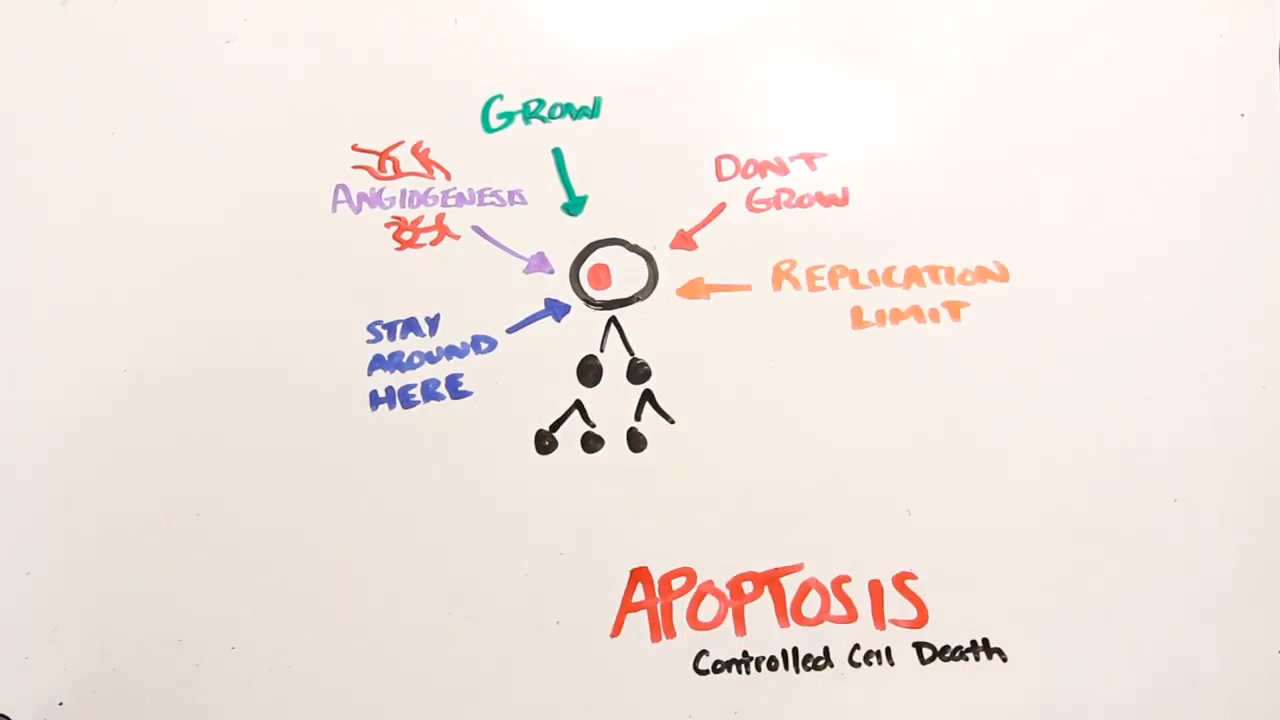 GROW
ANGIOGENESIS
DON'T
GROW
REPLICATION
LIMIT
STAY
AROUND
HERE
APOPTOSIS
Controlled Cell Death